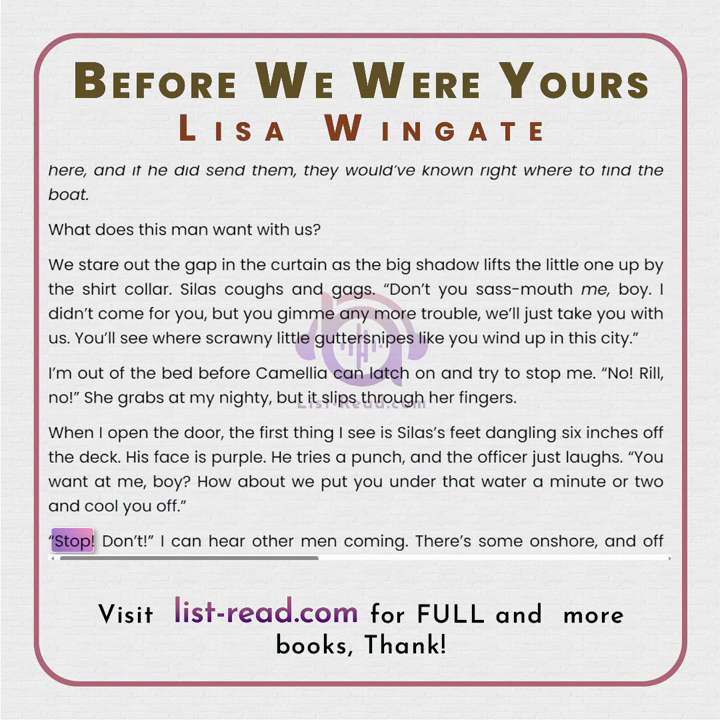 BEFORE WE WERE YOURS
LISA WINGATE
here, and if he did send them, they would've known right where to find the
boat.
What does this man want with us?
We stare out the gap in the curtain as the big shadow lifts the little one up by
the shirt collar. Silas coughs and gags. “Don't you sass-mouth me, boy. I
didn't come for you, but you gimme any more trouble, we'll just take you with
us. You'll see where scrawny little guttersnipes like you wind up in this city.”
I'm out of the bed before Camellia can latch on and try to stop me. “No! Rill,
no!” She grabs at my nighty, but it slips through her fingers.
When I open the door, the first thing I see is Silas's feet dangling six inches off
the deck. His face is purple. He tries a punch, and the officer just laughs. “You
want at me, boy? How about we put you under that water a minute or two
and cool you off.”
“Stop! Don't!” I can hear other men coming. There's some onshore, and off
List-Read.com
Visit list-read.com for FULL and more
books, Thank!